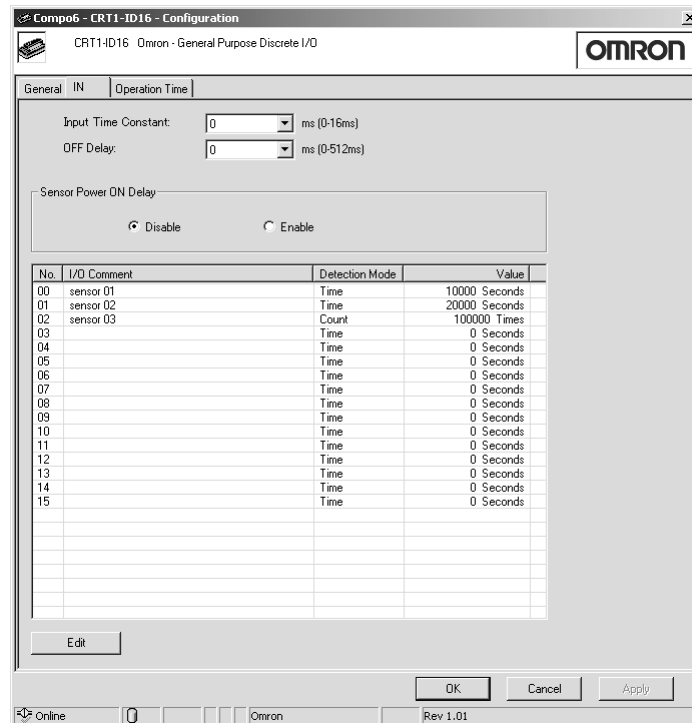 Compo6 - CRT1-ID16 - Configuration
CRT1-ID16 Omron - General Purpose Discrete I/O
OMRON
General IN Operation Time
Input Time Constant: 0 ms (0-16ms)
OFF Delay: 0 ms (0-512ms)
Sensor Power ON Delay
Disable Enable
No. I/O Comment Detection Mode Value
00 sensor 01 Time 10000 Seconds
01 sensor 02 Time 20000 Seconds
02 sensor 03 Count 100000 Times
03 Time 0 Seconds
04 Time 0 Seconds
05 Time 0 Seconds
06 Time 0 Seconds
07 Time 0 Seconds
08 Time 0 Seconds
09 Time 0 Seconds
10 Time 0 Seconds
11 Time 0 Seconds
12 Time 0 Seconds
13 Time 0 Seconds
14 Time 0 Seconds
15 Time 0 Seconds
Edit
OK Cancel Apply
Online Omron Rev 1.01